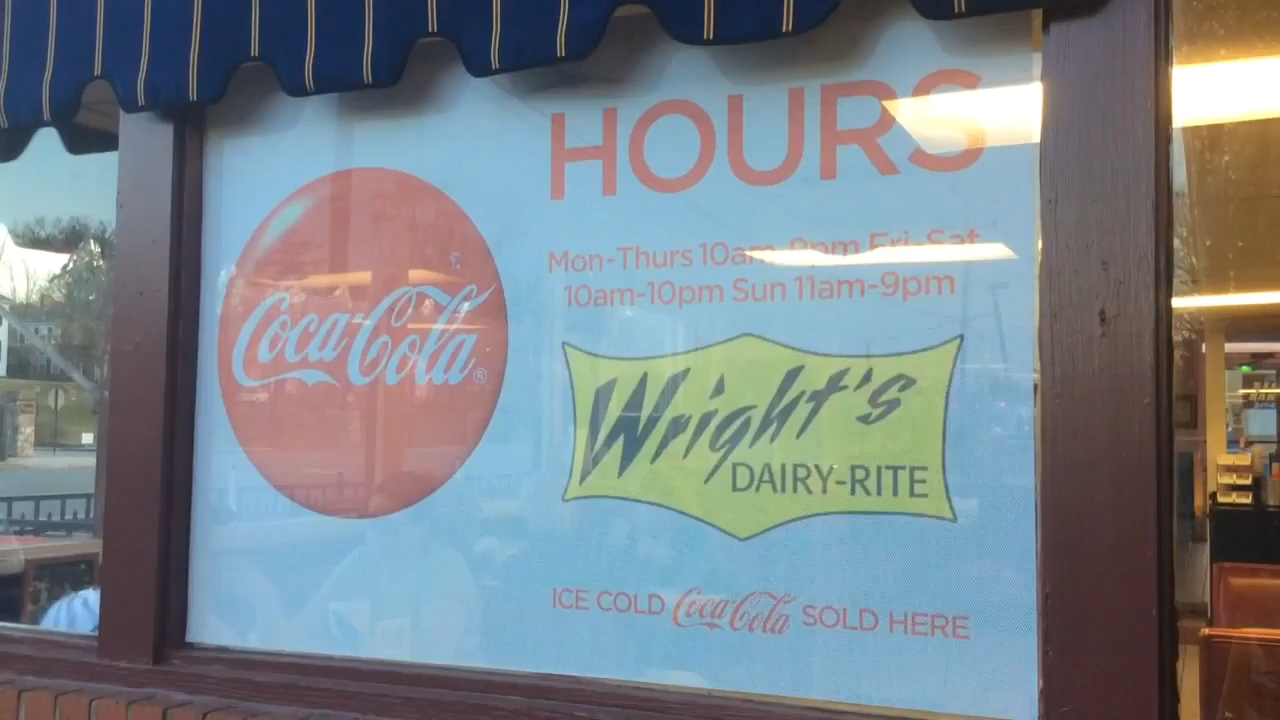 HOURS
Mon-Thurs 10am-9pm Fri-Sat
10am-10pm Sun 11am-9pm
Coca-Cola®
Wright's
DAIRY-RITE
ICE COLD Coca-Cola SOLD HERE